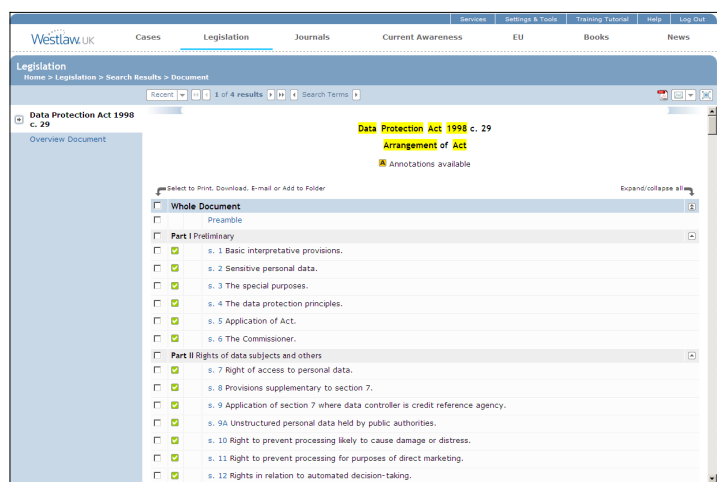 Services Settings & Tools Training Tutorial Help Log Out
Westlaw.UK Cases Legislation Journals Current Awareness EU Books News
Legislation
Home > Legislation > Search Results > Document
Recent 1 of 4 results Search Terms
Data Protection Act 1998
c. 29
Overview Document
Data Protection Act 1998 c. 29
Arrangement of Act
A Annotations available
Select to Print, Download, E-mail or Add to Folder Expand/collapse all
Whole Document
Preamble
Part I Preliminary
s. 1 Basic interpretative provisions.
s. 2 Sensitive personal data.
s. 3 The special purposes.
s. 4 The data protection principles.
s. 5 Application of Act.
s. 6 The Commissioner.
Part II Rights of data subjects and others
s. 7 Right of access to personal data.
s. 8 Provisions supplementary to section 7.
s. 9 Application of section 7 where data controller is credit reference agency.
s. 9A Unstructured personal data held by public authorities.
s. 10 Right to prevent processing likely to cause damage or distress.
s. 11 Right to prevent processing for purposes of direct marketing.
s. 12 Rights in relation to automated decision-taking.